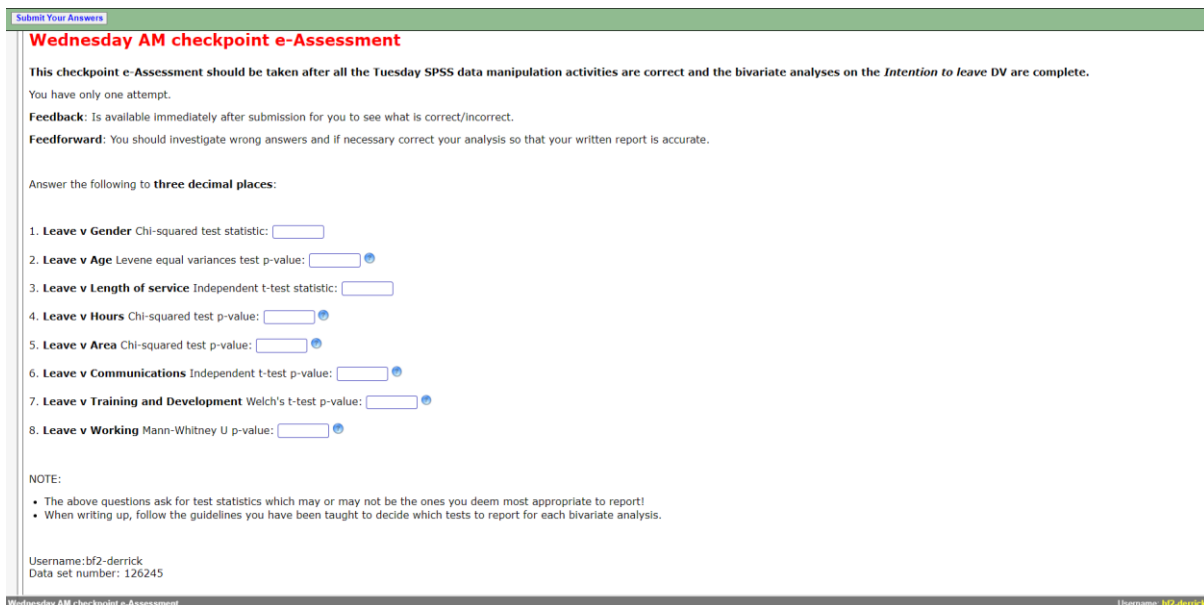 Submit Your Answers
Wednesday AM checkpoint e-Assessment
This checkpoint e-Assessment should be taken after all the Tuesday SPSS data manipulation activities are correct and the bivariate analyses on the Intention to leave DV are complete.
You have only one attempt.
Feedback: Is available immediately after submission for you to see what is correct/incorrect.
Feedforward: You should investigate wrong answers and if necessary correct your analysis so that your written report is accurate.
Answer the following to three decimal places:
1. Leave v Gender Chi-squared test statistic:
2. Leave v Age Levene equal variances test p-value:
3. Leave v Length of service Independent t-test statistic:
4. Leave v Hours Chi-squared test p-value:
5. Leave v Area Chi-squared test p-value:
6. Leave v Communications Independent t-test p-value:
7. Leave v Training and Development Welch's t-test p-value:
8. Leave v Working Mann-Whitney U p-value:
NOTE:
• The above questions ask for test statistics which may or may not be the ones you deem most appropriate to report!
• When writing up, follow the guidelines you have been taught to decide which tests to report for each bivariate analysis.
Username:bf2-derrick
Data set number: 126245
Wednesday AM checkpoint e-Assessment Username: bf2-derrick